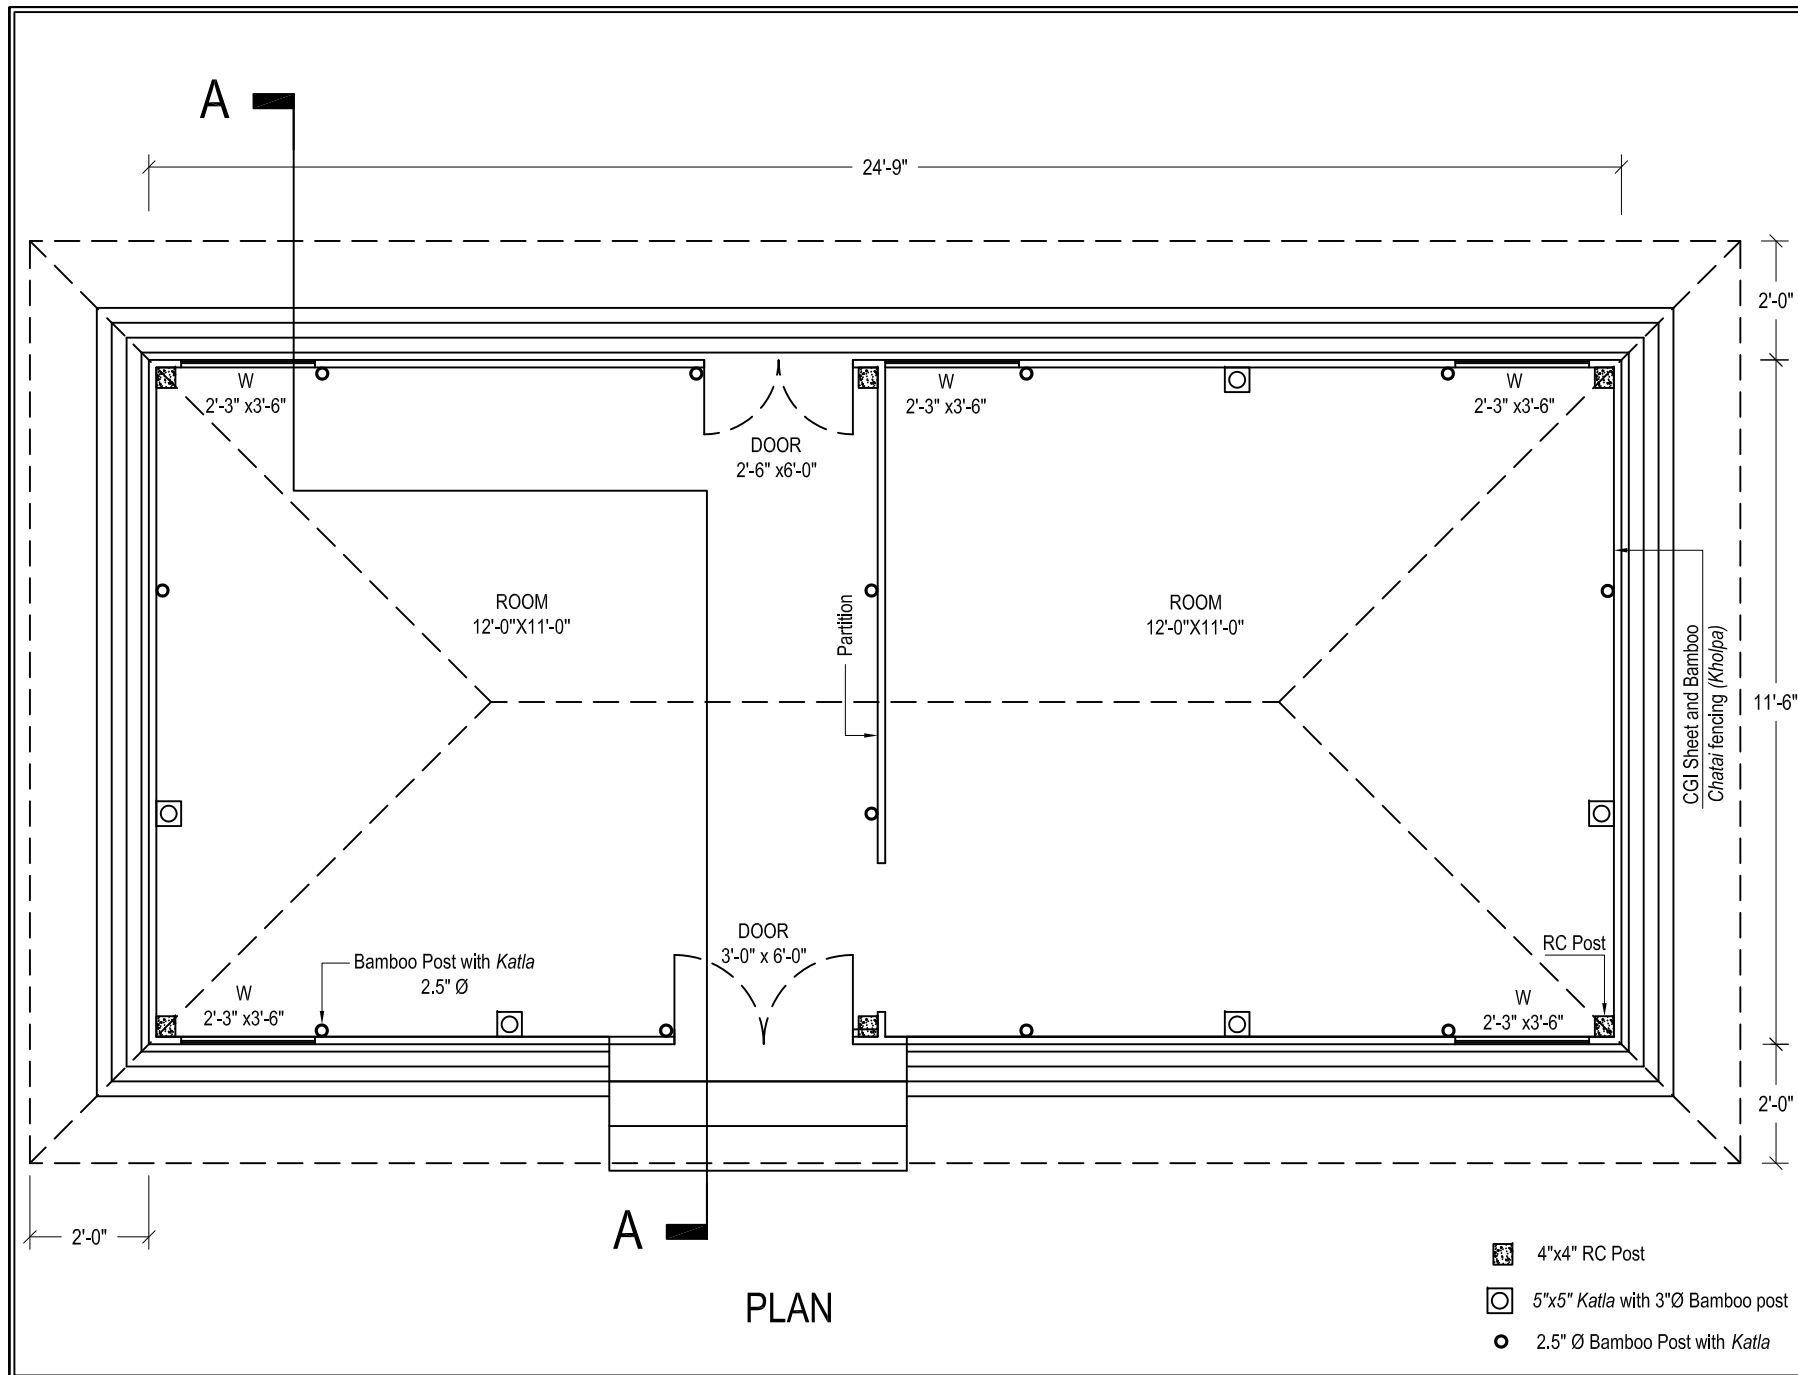 A
24'-9"
2'-0"
W
2'-3" x3'-6"
DOOR
2'-6" x6'-0"
W
2'-3" x3'-6"
W
2'-3" x3'-6"
ROOM
12'-0"X11'-0"
Partition
ROOM
12'-0"X11'-0"
CGI Sheet and Bamboo
Chatai fencing (Kholpa)
11'-6"
Bamboo Post with Katla
2.5" Ø
DOOR
3'-0" x 6'-0"
RC Post
W
2'-3" x3'-6"
W
2'-3" x3'-6"
2'-0"
2'-0"
A
PLAN
4"x4" RC Post
5"x5" Katla with 3"Ø Bamboo post
2.5" Ø Bamboo Post with Katla